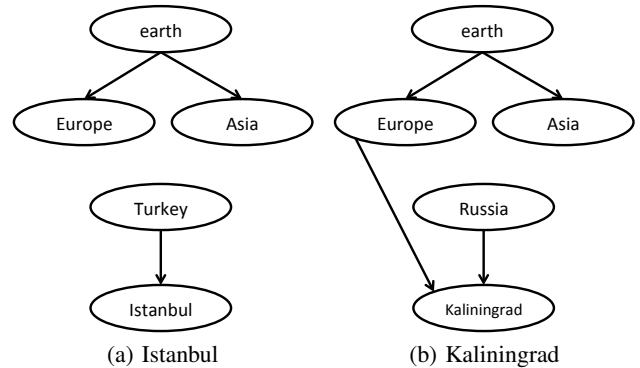 earth
Europe
Asia
Turkey
Istanbul
(a) Istanbul
earth
Europe
Asia
Russia
Kaliningrad
(b) Kaliningrad